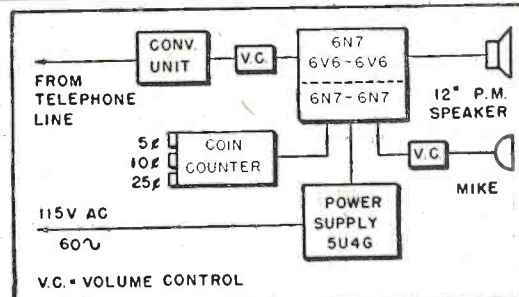 CONV.
UNIT
V.C.
6N7
6V6-6V6
6N7-6N7
FROM
TELEPHONE
LINE
12" P.M.
SPEAKER
5¢
10¢
25¢
COIN
COUNTER
V.C.
MIKE
115V AC
60~
POWER
SUPPLY
5U4G
V.C. = VOLUME CONTROL